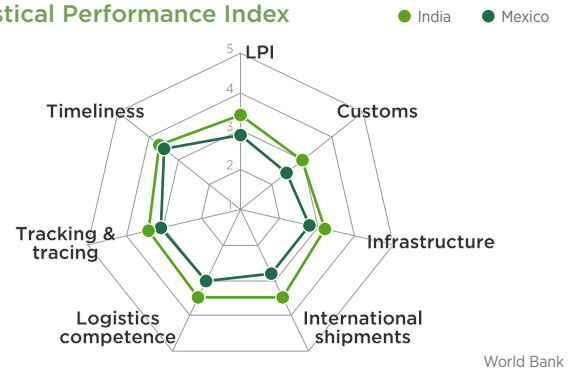 stical Performance Index
India
Mexico
5
LPI
4
Timeliness
Customs
3
2
1
Tracking &
tracing
Infrastructure
Logistics
competence
International
shipments
World Bank